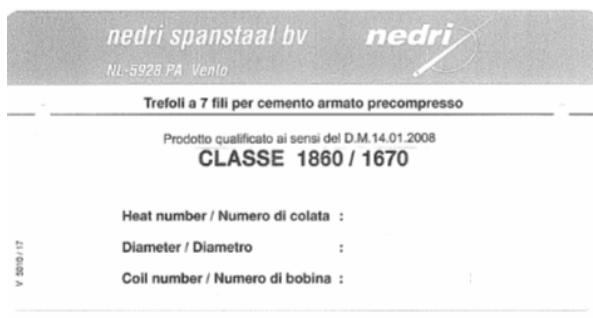 nedri spanstaal bv
nedri
NL-5928 PA Venlo
Trefoli a 7 fili per cemento armato precompresso
Prodotto qualificato ai sensi del D.M.14.01.2008
CLASSE 1860 / 1670
Heat number / Numero di colata :
Diameter / Diametro :
Coil number / Numero di bobina :
V 5010 / 17